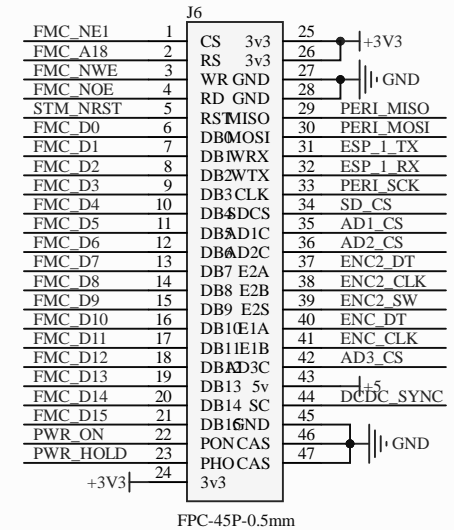 J6
FMC_NE1 1 CS 3v3 25
FMC_A18 2 RS 3v3 26 +3V3
FMC_NWE 3 WR GND 27
FMC_NOE 4 RD GND 28 GND
STM_NRST 5 RST MISO 29 PERI_MISO
FMC_D0 6 DB0 MOSI 30 PERI_MOSI
FMC_D1 7 DB1 WRX 31 ESP_1_TX
FMC_D2 8 DB2 WTX 32 ESP_1_RX
FMC_D3 9 DB3 CLK 33 PERI_SCK
FMC_D4 10 DB4 SDCS 34 SD_CS
FMC_D5 11 DB5 AD1C 35 AD1_CS
FMC_D6 12 DB6 AD2C 36 AD2_CS
FMC_D7 13 DB7 E2A 37 ENC2_DT
FMC_D8 14 DB8 E2B 38 ENC2_CLK
FMC_D9 15 DB9 E2S 39 ENC2_SW
FMC_D10 16 DB10 E1A 40 ENC_DT
FMC_D11 17 DB11 E1B 41 ENC_CLK
FMC_D12 18 DB12 AD3C 42 AD3_CS
FMC_D13 19 DB13 5v 43 +5
FMC_D14 20 DB14 SC 44 DCDC_SYNC
FMC_D15 21 DB15 GND 45
PWR_ON 22 PON CAS 46 GND
PWR_HOLD 23 PHO CAS 47
+3V3 24 3v3
FPC-45P-0.5mm